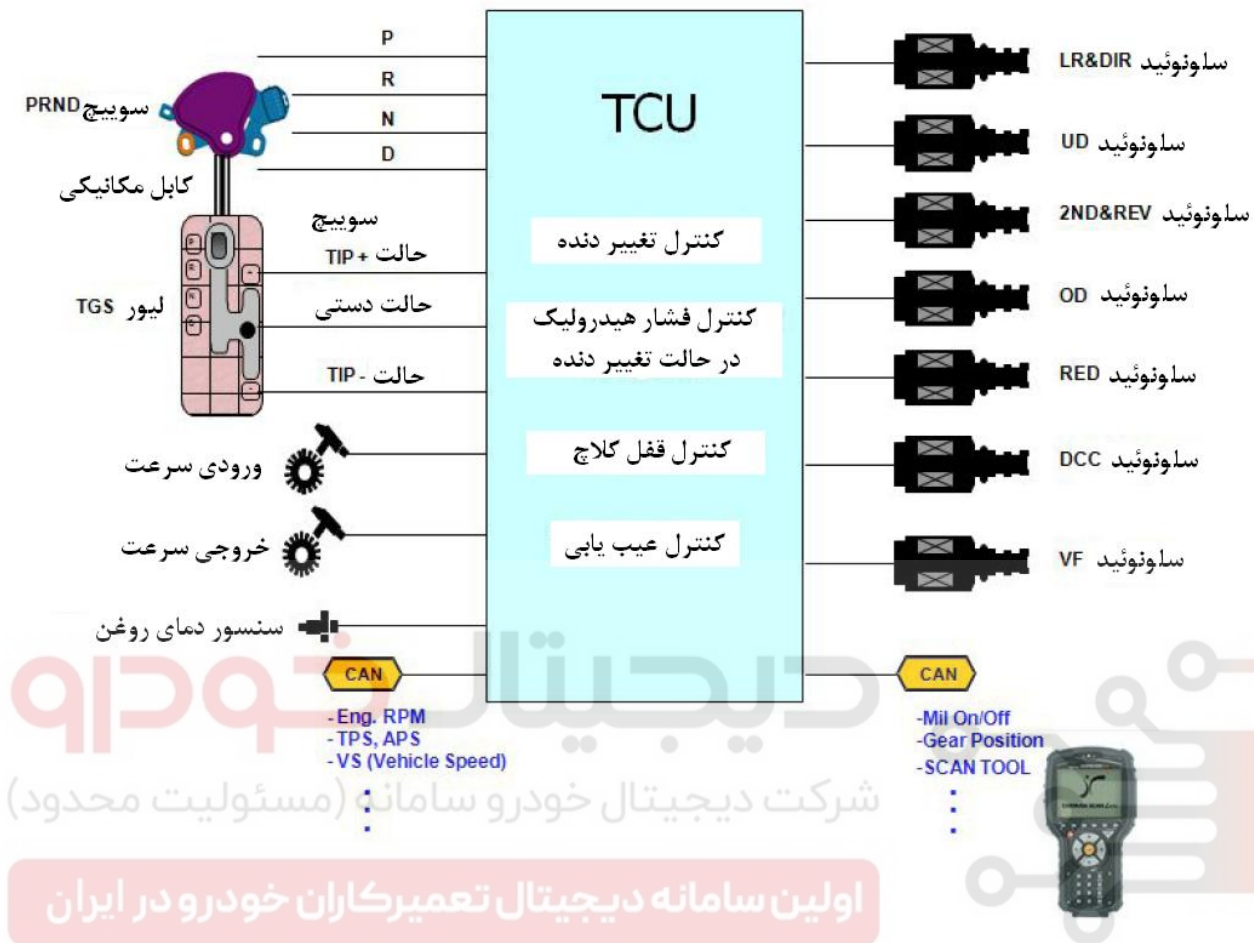 P
R
N
D
سوییچ PRND
کابل مکانیکی
سوییچ
حالت TIP +
حالت دستی
حالت TIP -
لیور TGS
ورودی سرعت
خروجی سرعت
سنسور دمای روغن
CAN
- Eng. RPM
- TPS, APS
- VS (Vehicle Speed)
TCU
کنترل تغییر دنده
کنترل فشار هیدرولیک
در حالت تغییر دنده
کنترل قفل کلاچ
کنترل عیب یابی
سلونوئید LR&DIR
سلونوئید UD
سلونوئید 2ND&REV
سلونوئید OD
سلونوئید RED
سلونوئید DCC
سلونوئید VF
CAN
-Mil On/Off
-Gear Position
-SCAN TOOL
دیجیتال خودرو
شرکت دیجیتال خودرو سامانه (مسئولیت محدود)
اولین سامانه دیجیتال تعمیرکاران خودرو در ایران